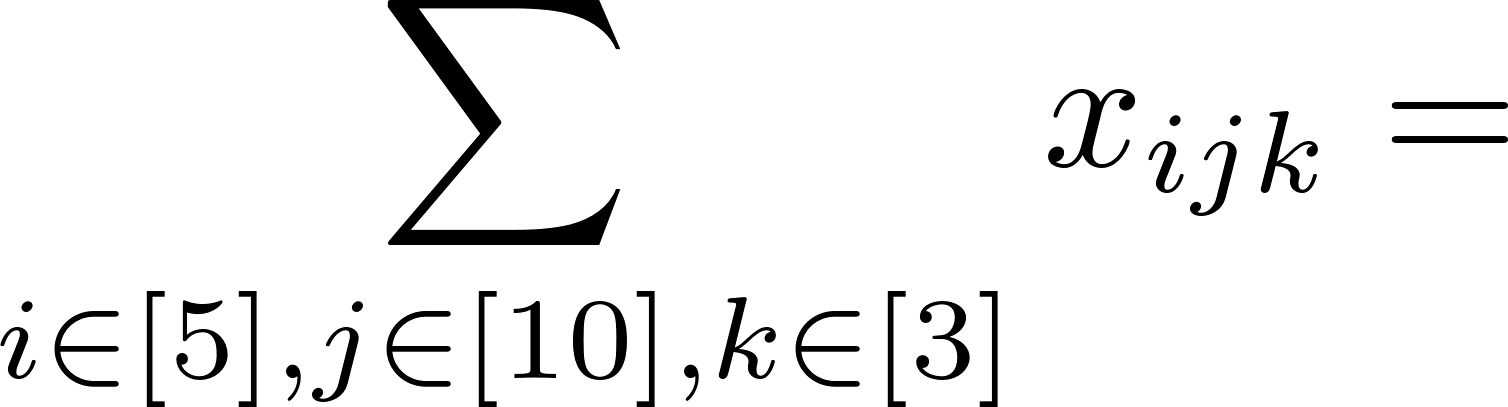 ∑ x_{ijk} =
i∈[5],j∈[10],k∈[3]